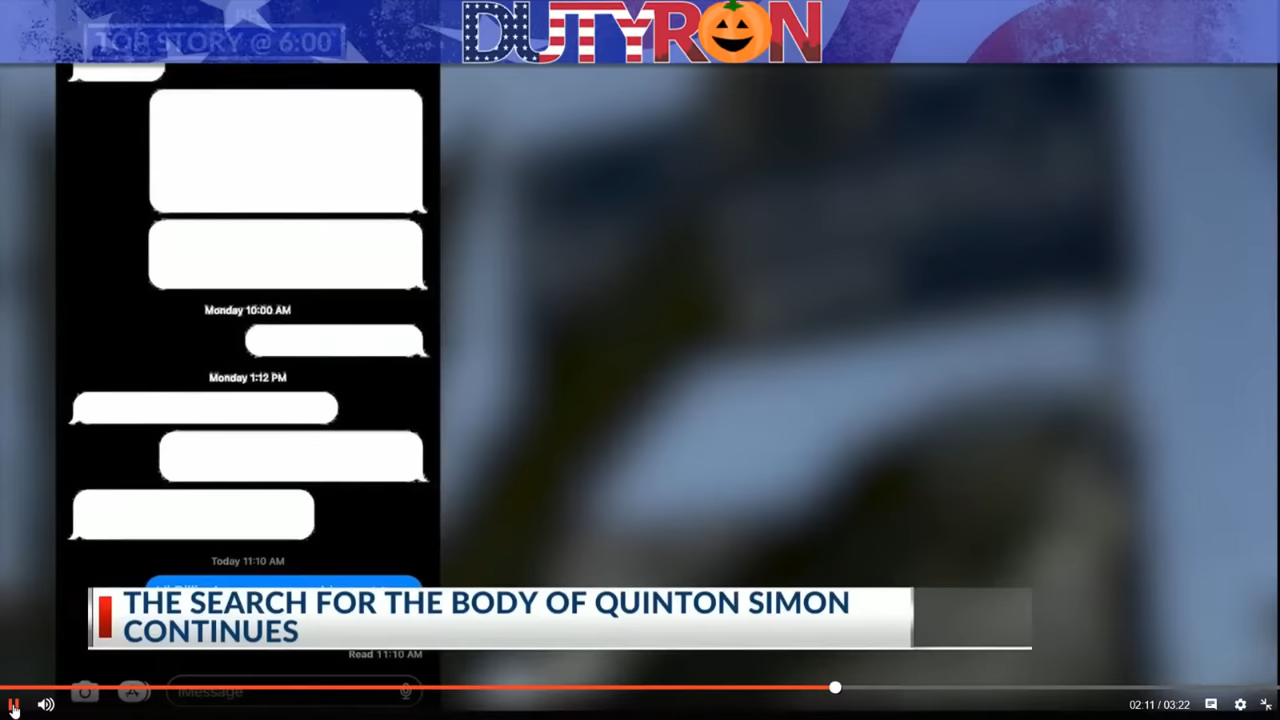 TOP STORY @ 6:00
DUTYRON
Monday 10:00 AM
Monday 1:12 PM
Today 11:10 AM
THE SEARCH FOR THE BODY OF QUINTON SIMON
CONTINUES
Read 11:10 AM
iMessage
02:11 / 03:22